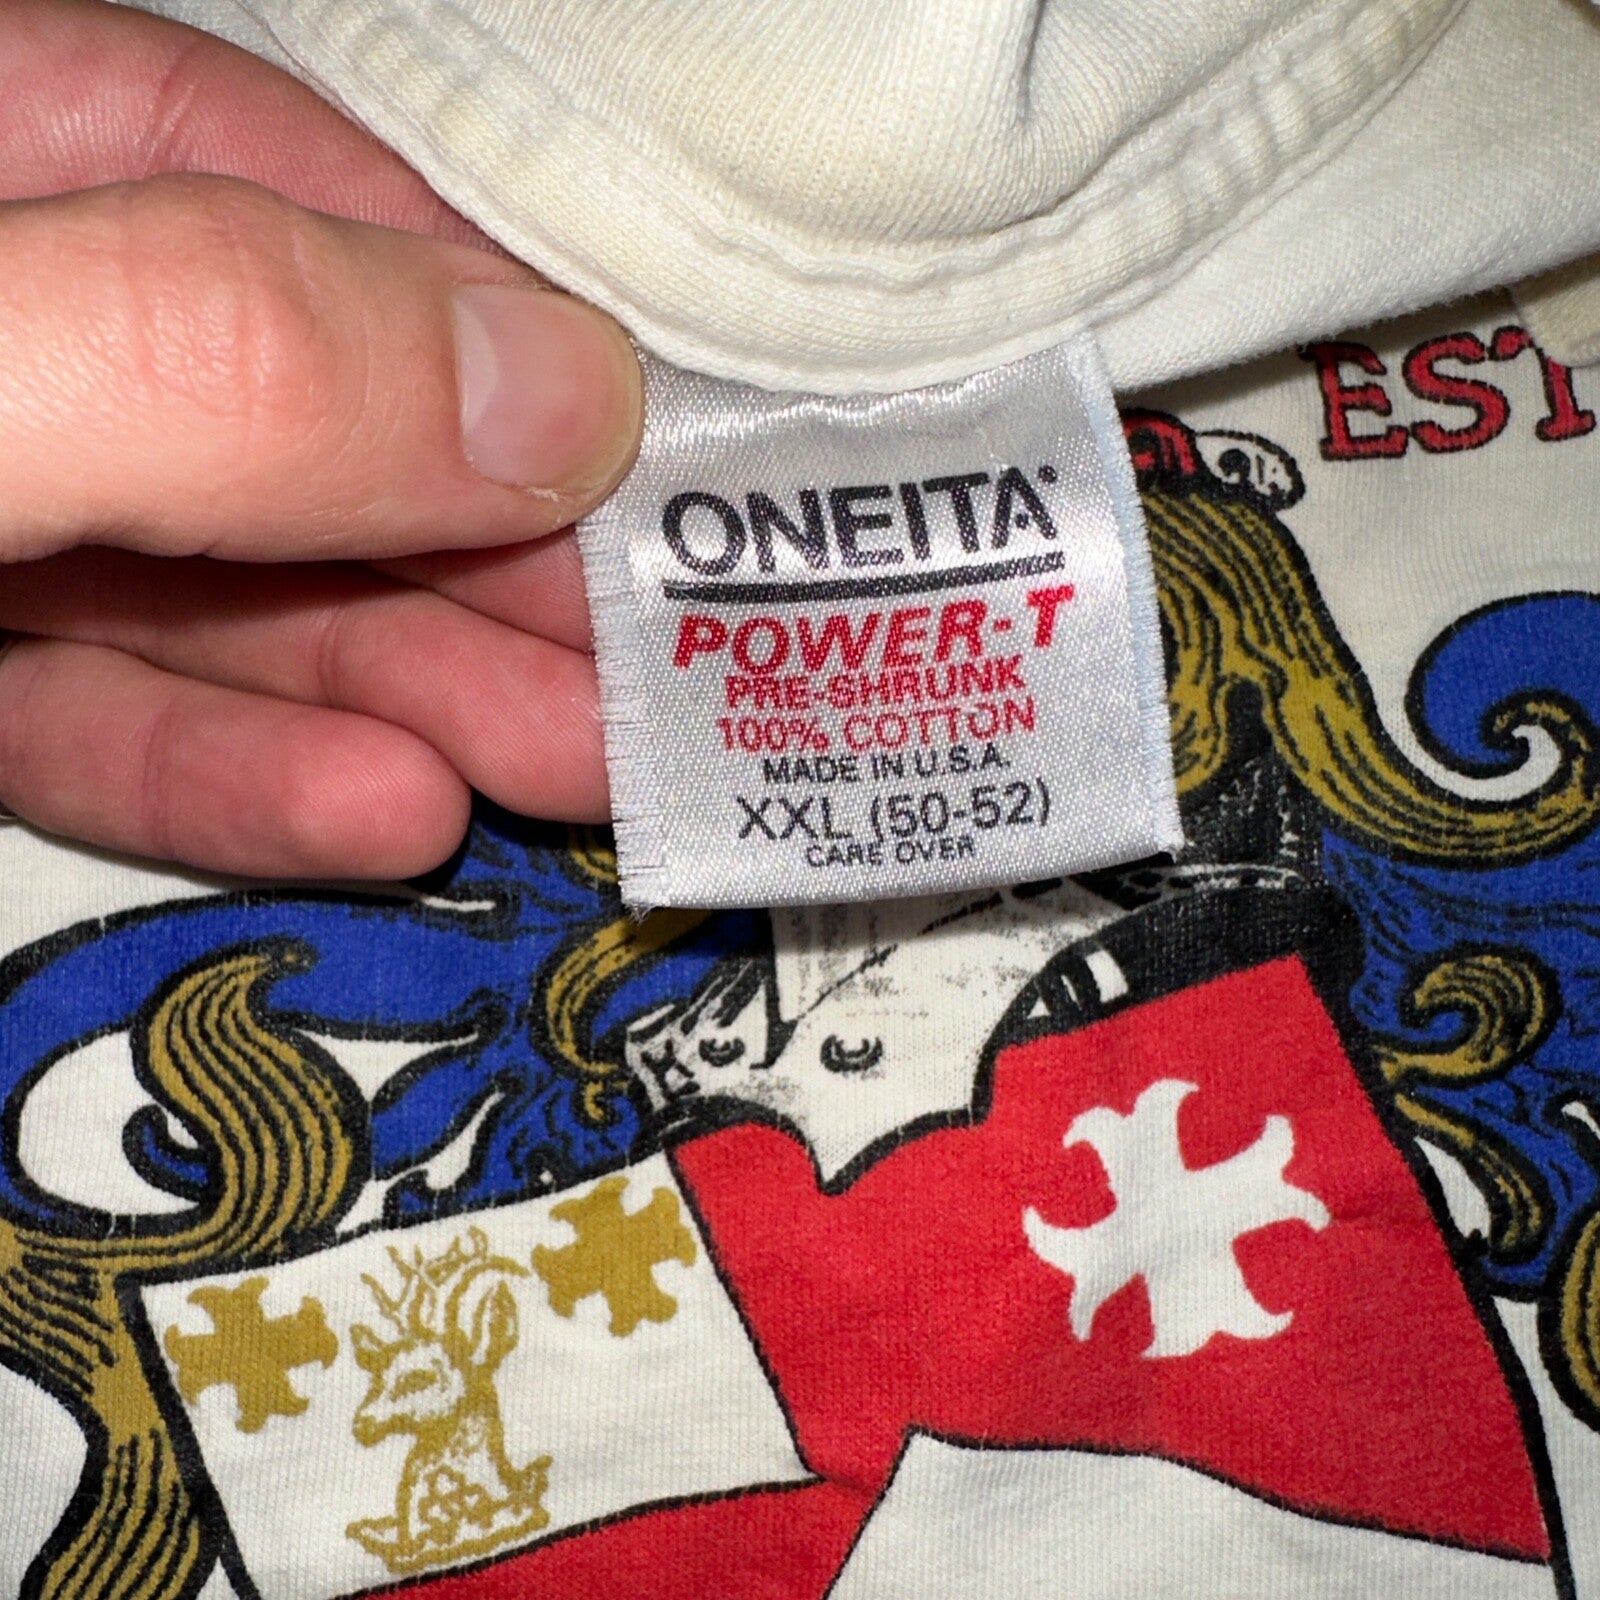 EST
ONEITA
POWER-T
PRE-SHRUNK
100% COTTON
MADE IN U.S.A.
XXL (50-52)
CARE OVER